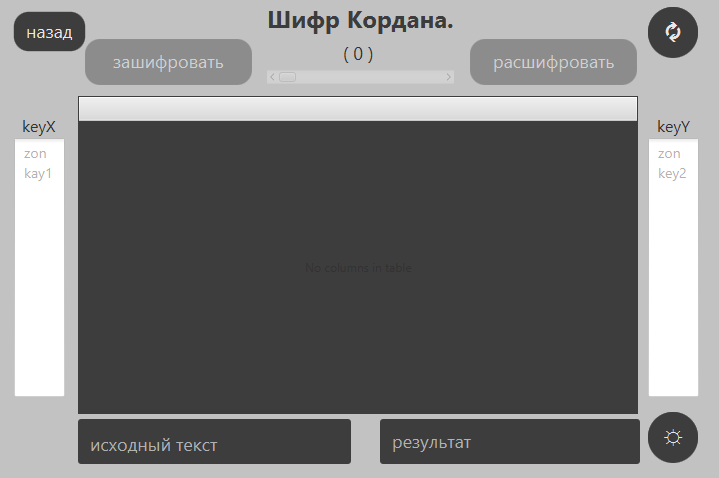 Шифр Кордана.
назад
зашифровать
( 0 )
расшифровать
keyX
keyY
zon
kay1
zon
key2
No columns in table
исходный текст
результат